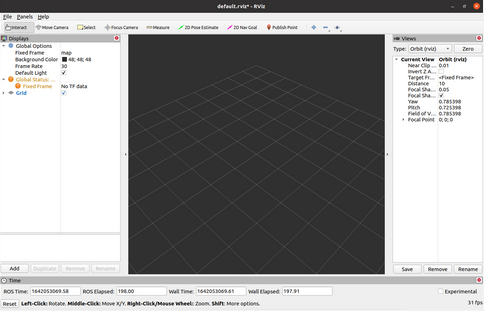 default.rviz* - RViz
File Panels Help
Interact Move Camera Select Focus Camera Measure 2D Pose Estimate 2D Nav Goal Publish Point
Displays
Global Options
Fixed Frame map
Background Color 48; 48; 48
Frame Rate 30
Default Light
Global Status: ...
Fixed Frame No TF data
Grid
Add Duplicate Remove Rename
Views
Type: Orbit (rviz) Zero
Current View Orbit (rviz)
Near Clip ... 0.01
Invert Z A...
Target Fr... <Fixed Frame>
Distance 10
Focal Sha... 0.05
Focal Sha...
Yaw 0.785398
Pitch 0.725398
Field of V... 0.785398
Focal Point 0; 0; 0
Save Remove Rename
Time
ROS Time: 1642053069.58 ROS Elapsed: 198.00 Wall Time: 1642053069.61 Wall Elapsed: 197.91 Experimental
Reset Left-Click: Rotate. Middle-Click: Move X/Y. Right-Click/Mouse Wheel: Zoom. Shift: More options. 31 fps